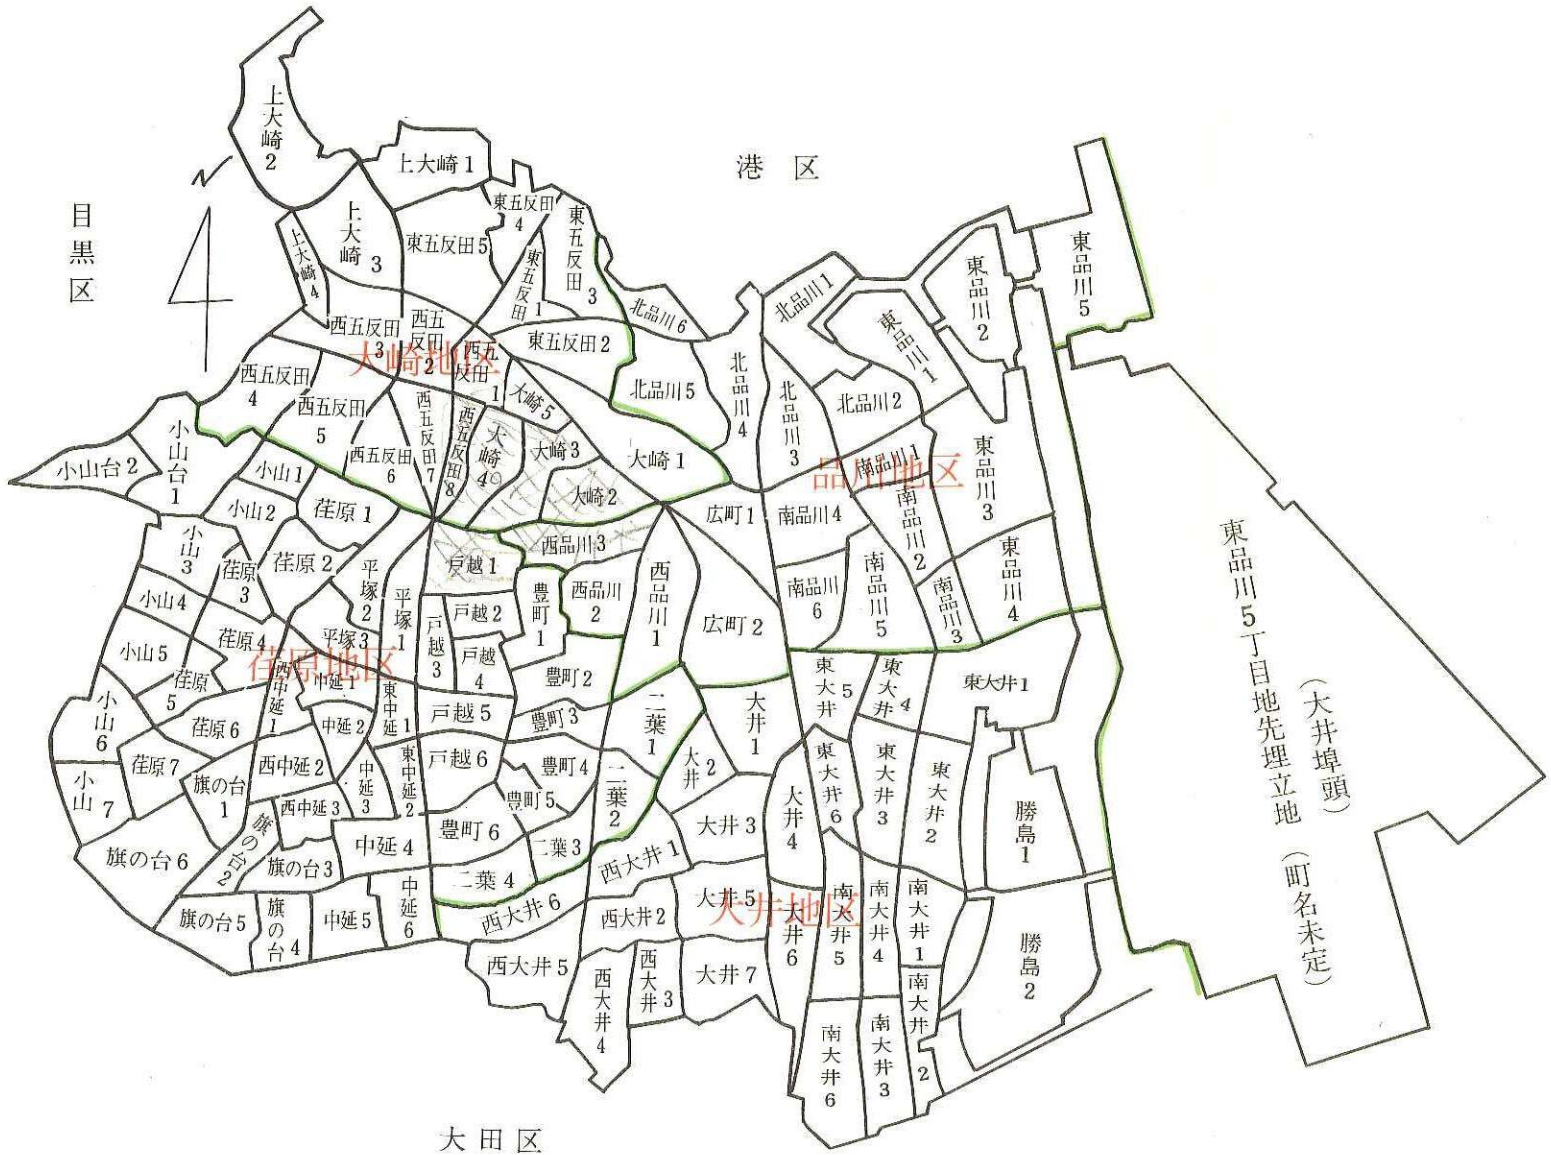 上大崎2
上大崎1
港区
目黒区
N
上大崎3
上大崎4
東五反田5
東五反田4
東五反田3
東五反田1
東五反田2
西五反田3
西五反田2
西五反田1
大崎地区
西五反田4
西五反田5
西五反田6
西五反田7
西五反田8
大崎5
大崎4
大崎3
大崎2
大崎1
北品川6
北品川5
北品川4
北品川3
北品川1
北品川2
東品川1
東品川2
東品川5
東品川3
東品川4
品川地区
南品川1
南品川2
南品川3
南品川4
南品川5
南品川6
広町1
広町2
西品川3
西品川2
西品川1
小山台2
小山台1
小山1
小山2
小山3
小山4
小山5
小山6
小山7
荏原1
荏原2
荏原3
荏原4
荏原5
荏原6
荏原7
荏原地区
平塚2
平塚1
平塚3
戸越1
戸越2
戸越3
戸越4
戸越5
戸越6
豊町1
豊町2
豊町3
豊町4
豊町5
豊町6
西中延1
西中延2
西中延3
中延1
中延2
中延3
中延4
中延5
中延6
東中延1
東中延2
旗の台1
旗の台2
旗の台3
旗の台4
旗の台5
旗の台6
二葉1
二葉2
二葉3
二葉4
大井1
大井2
大井3
大井4
大井5
大井6
大井7
大井地区
西大井1
西大井2
西大井3
西大井4
西大井5
西大井6
東大井5
東大井4
東大井1
東大井6
東大井3
東大井2
南大井5
南大井4
南大井1
南大井2
南大井3
南大井6
勝島1
勝島2
東品川5丁目地先埋立地
(大井埠頭)
(町名未定)
大田区